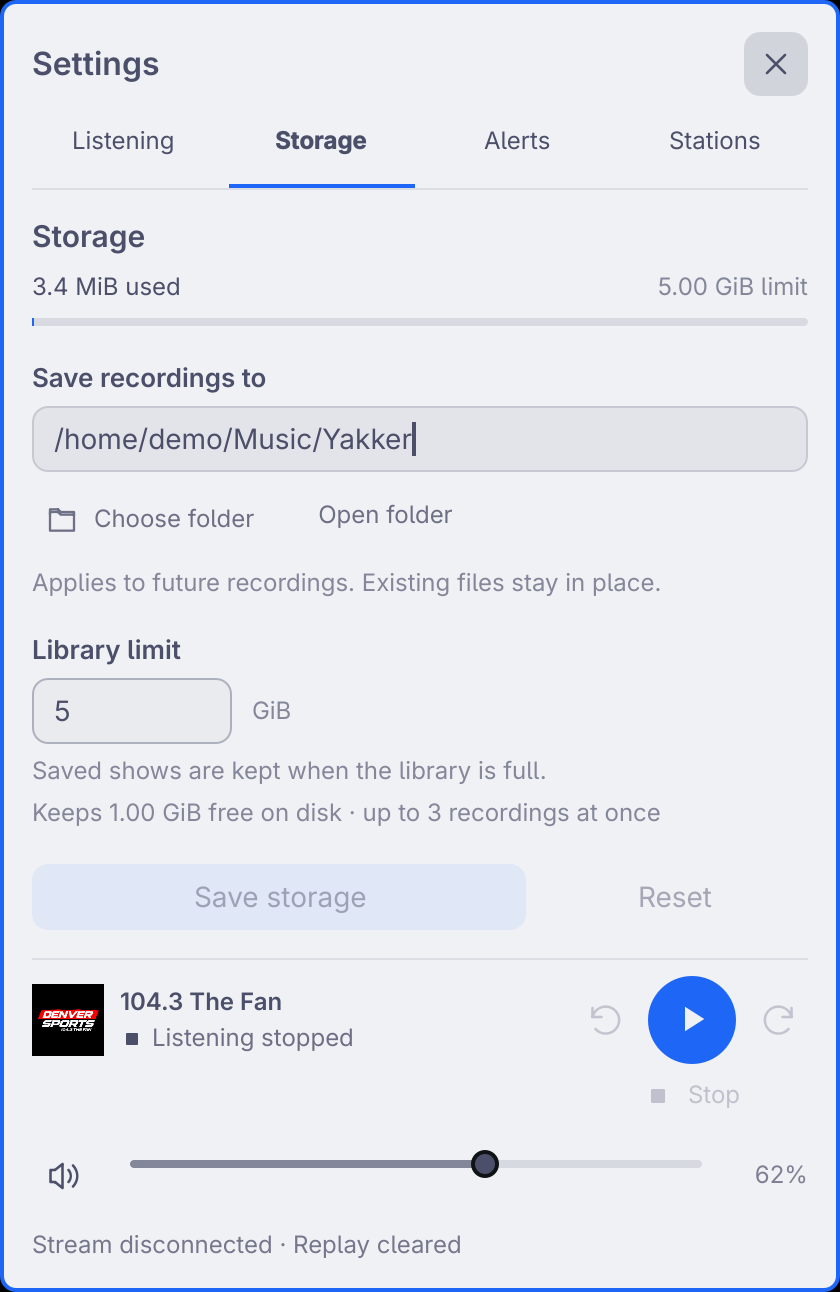 Settings
Listening Storage Alerts Stations
Storage
3.4 MiB used 5.00 GiB limit
Save recordings to
/home/demo/Music/Yakker
Choose folder Open folder
Applies to future recordings. Existing files stay in place.
Library limit
5 GiB
Saved shows are kept when the library is full.
Keeps 1.00 GiB free on disk · up to 3 recordings at once
Save storage Reset
DENVER
SPORTS
104.3 THE FAN
104.3 The Fan
Listening stopped
Stop
62%
Stream disconnected · Replay cleared